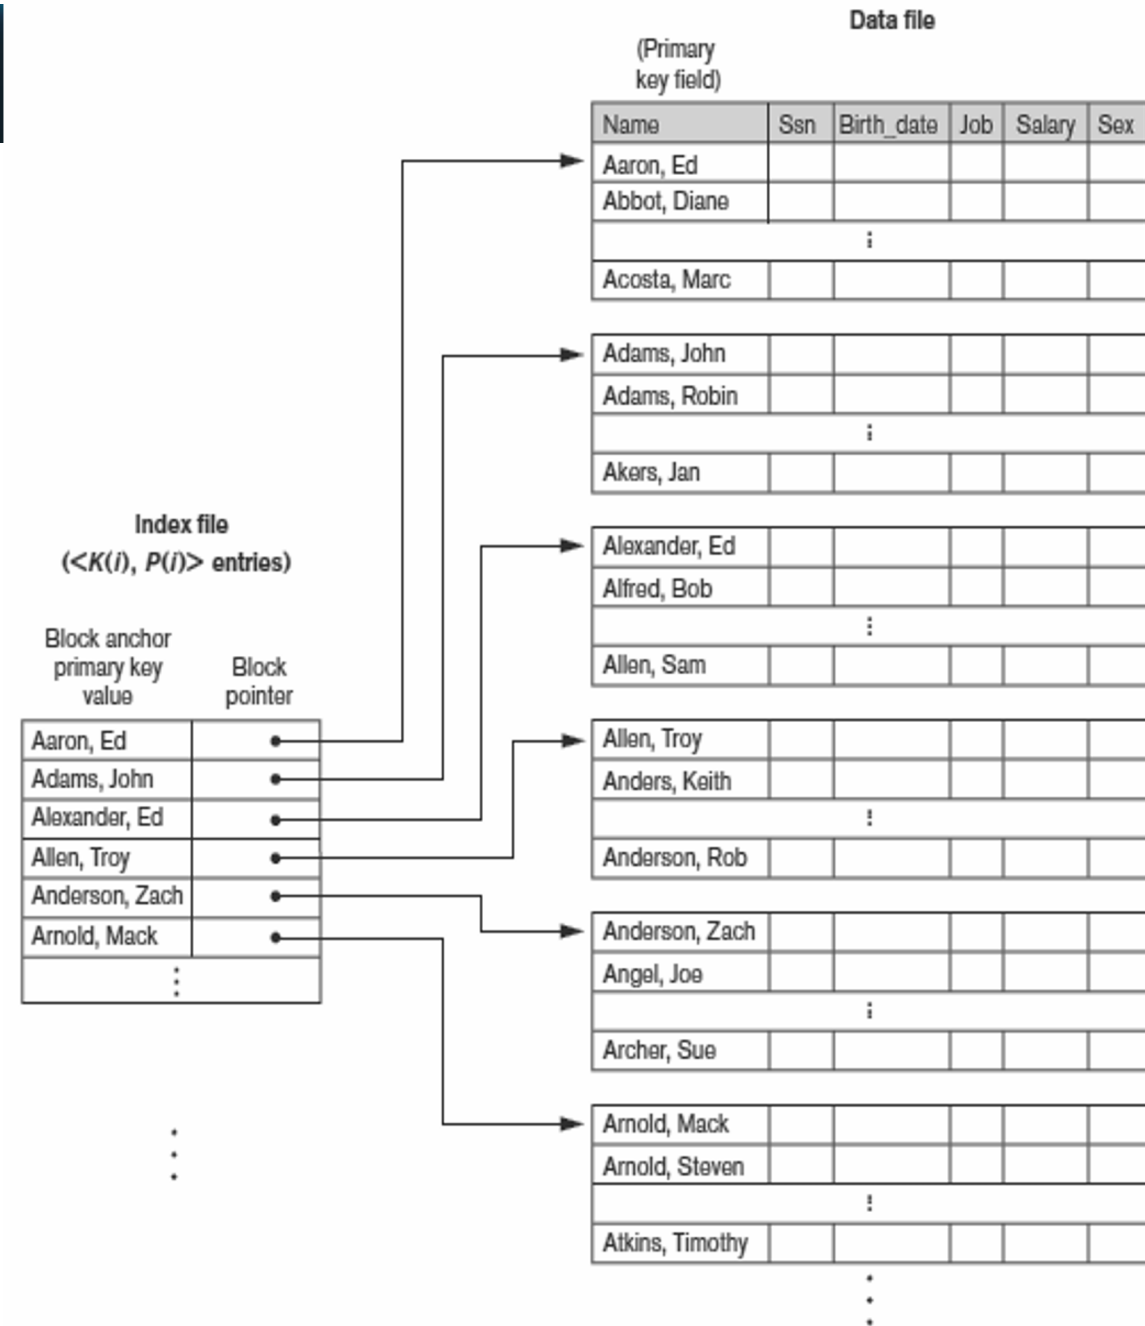 Data file
(Primary
key field)
Name Ssn Birth_date Job Salary Sex
Aaron, Ed
Abbot, Diane
Acosta, Marc
Adams, John
Adams, Robin
Akers, Jan
Alexander, Ed
Alfred, Bob
Allen, Sam
Allen, Troy
Anders, Keith
Anderson, Rob
Anderson, Zach
Angel, Joe
Archer, Sue
Arnold, Mack
Arnold, Steven
Atkins, Timothy
Index file
(<K(i), P(i)> entries)
Block anchor
primary key
value
Block
pointer
Aaron, Ed
Adams, John
Alexander, Ed
Allen, Troy
Anderson, Zach
Arnold, Mack